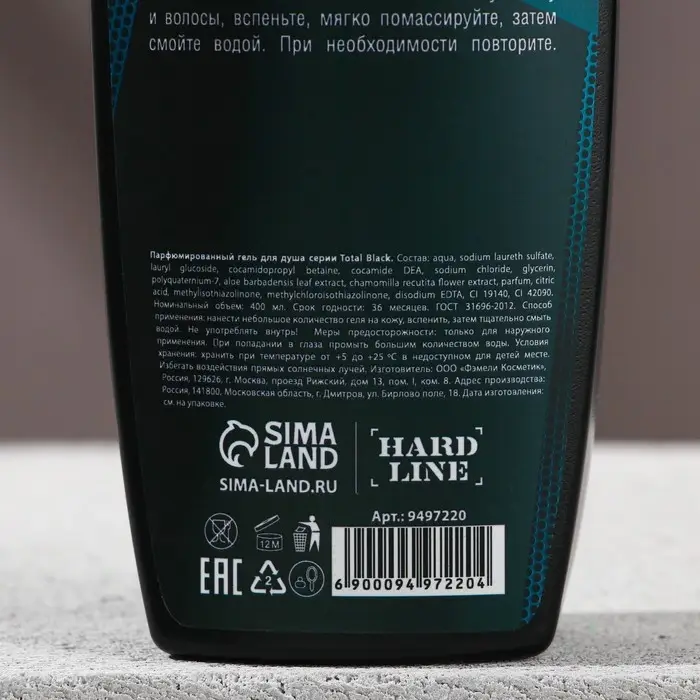 и волосы, вспеньте, мягко помассируйте, затем
смойте водой. При необходимости повторите.
Парфюмированный гель для душа серии Total Black. Состав: aqua, sodium laureth sulfate,
lauryl glucoside, cocamidopropyl betaine, cocamide DEA, sodium chloride, glycerin,
polyquaternium-7, aloe barbadensis leaf extract, chamomilla recutita flower extract, parfum, citric
acid, methylisothiazolinone, methylchloroisothiazolinone, disodium EDTA, CI 19140, CI 42090.
Номинальный объем: 400 мл. Срок годности: 36 месяцев. ГОСТ 31696-2012. Способ
применения: нанести небольшое количество геля на кожу, вспенить, затем тщательно смыть
водой. Не употреблять внутрь! Меры предосторожности: только для наружного
применения. При попадании в глаза промыть большим количеством воды. Условия
хранения: хранить при температуре от +5 до +25 ºС в недоступном для детей месте.
Избегать воздействия прямых солнечных лучей. Изготовитель: ООО «Фэмели Косметик»,
Россия, 129626, г. Москва, проезд Рижский, дом 13, пом. I, ком. 8. Адрес производства:
Россия, 141800, Московская область, г. Дмитров, ул. Бирлово поле, 18. Дата изготовления:
см. на упаковке.
SIMA
LAND
SIMA-LAND.RU
HARD
LINE
Арт.: 9497220
12 М
EAC
2
6 900094 972204